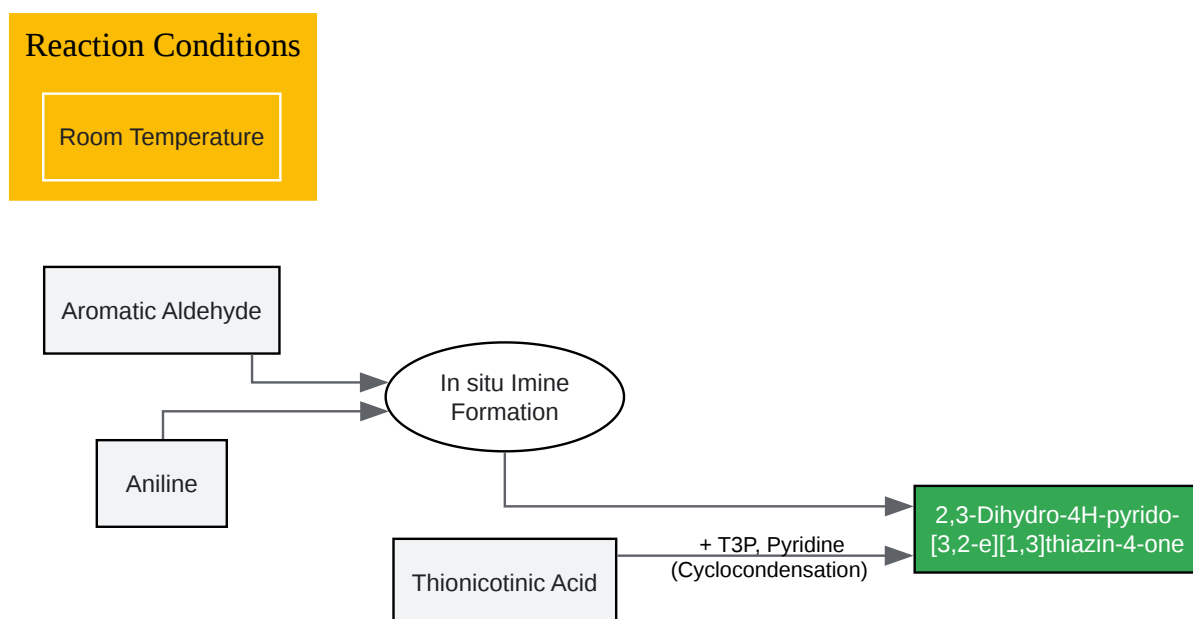 Reaction Conditions
Room Temperature
Aromatic Aldehyde
In situ Imine
Formation
Aniline
+ T3P, Pyridine
(Cyclocondensation)
Thionicotinic Acid
2,3-Dihydro-4H-pyrido-
[3,2-e][1,3]thiazin-4-one